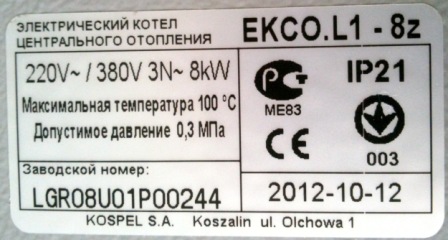 ЭЛЕКТРИЧЕСКИЙ КОТЕЛ
ЦЕНТРАЛЬНОГО ОТОПЛЕНИЯ
EKCO.L1 - 8z
220V~ / 380V 3N~ 8kW
Максимальная температура 100 °C
Допустимое давление 0,3 МПа
IP21
ME83
003
Заводской номер:
LGR08U01P00244
2012-10-12
KOSPEL S.A. Koszalin ul. Olchowa 1